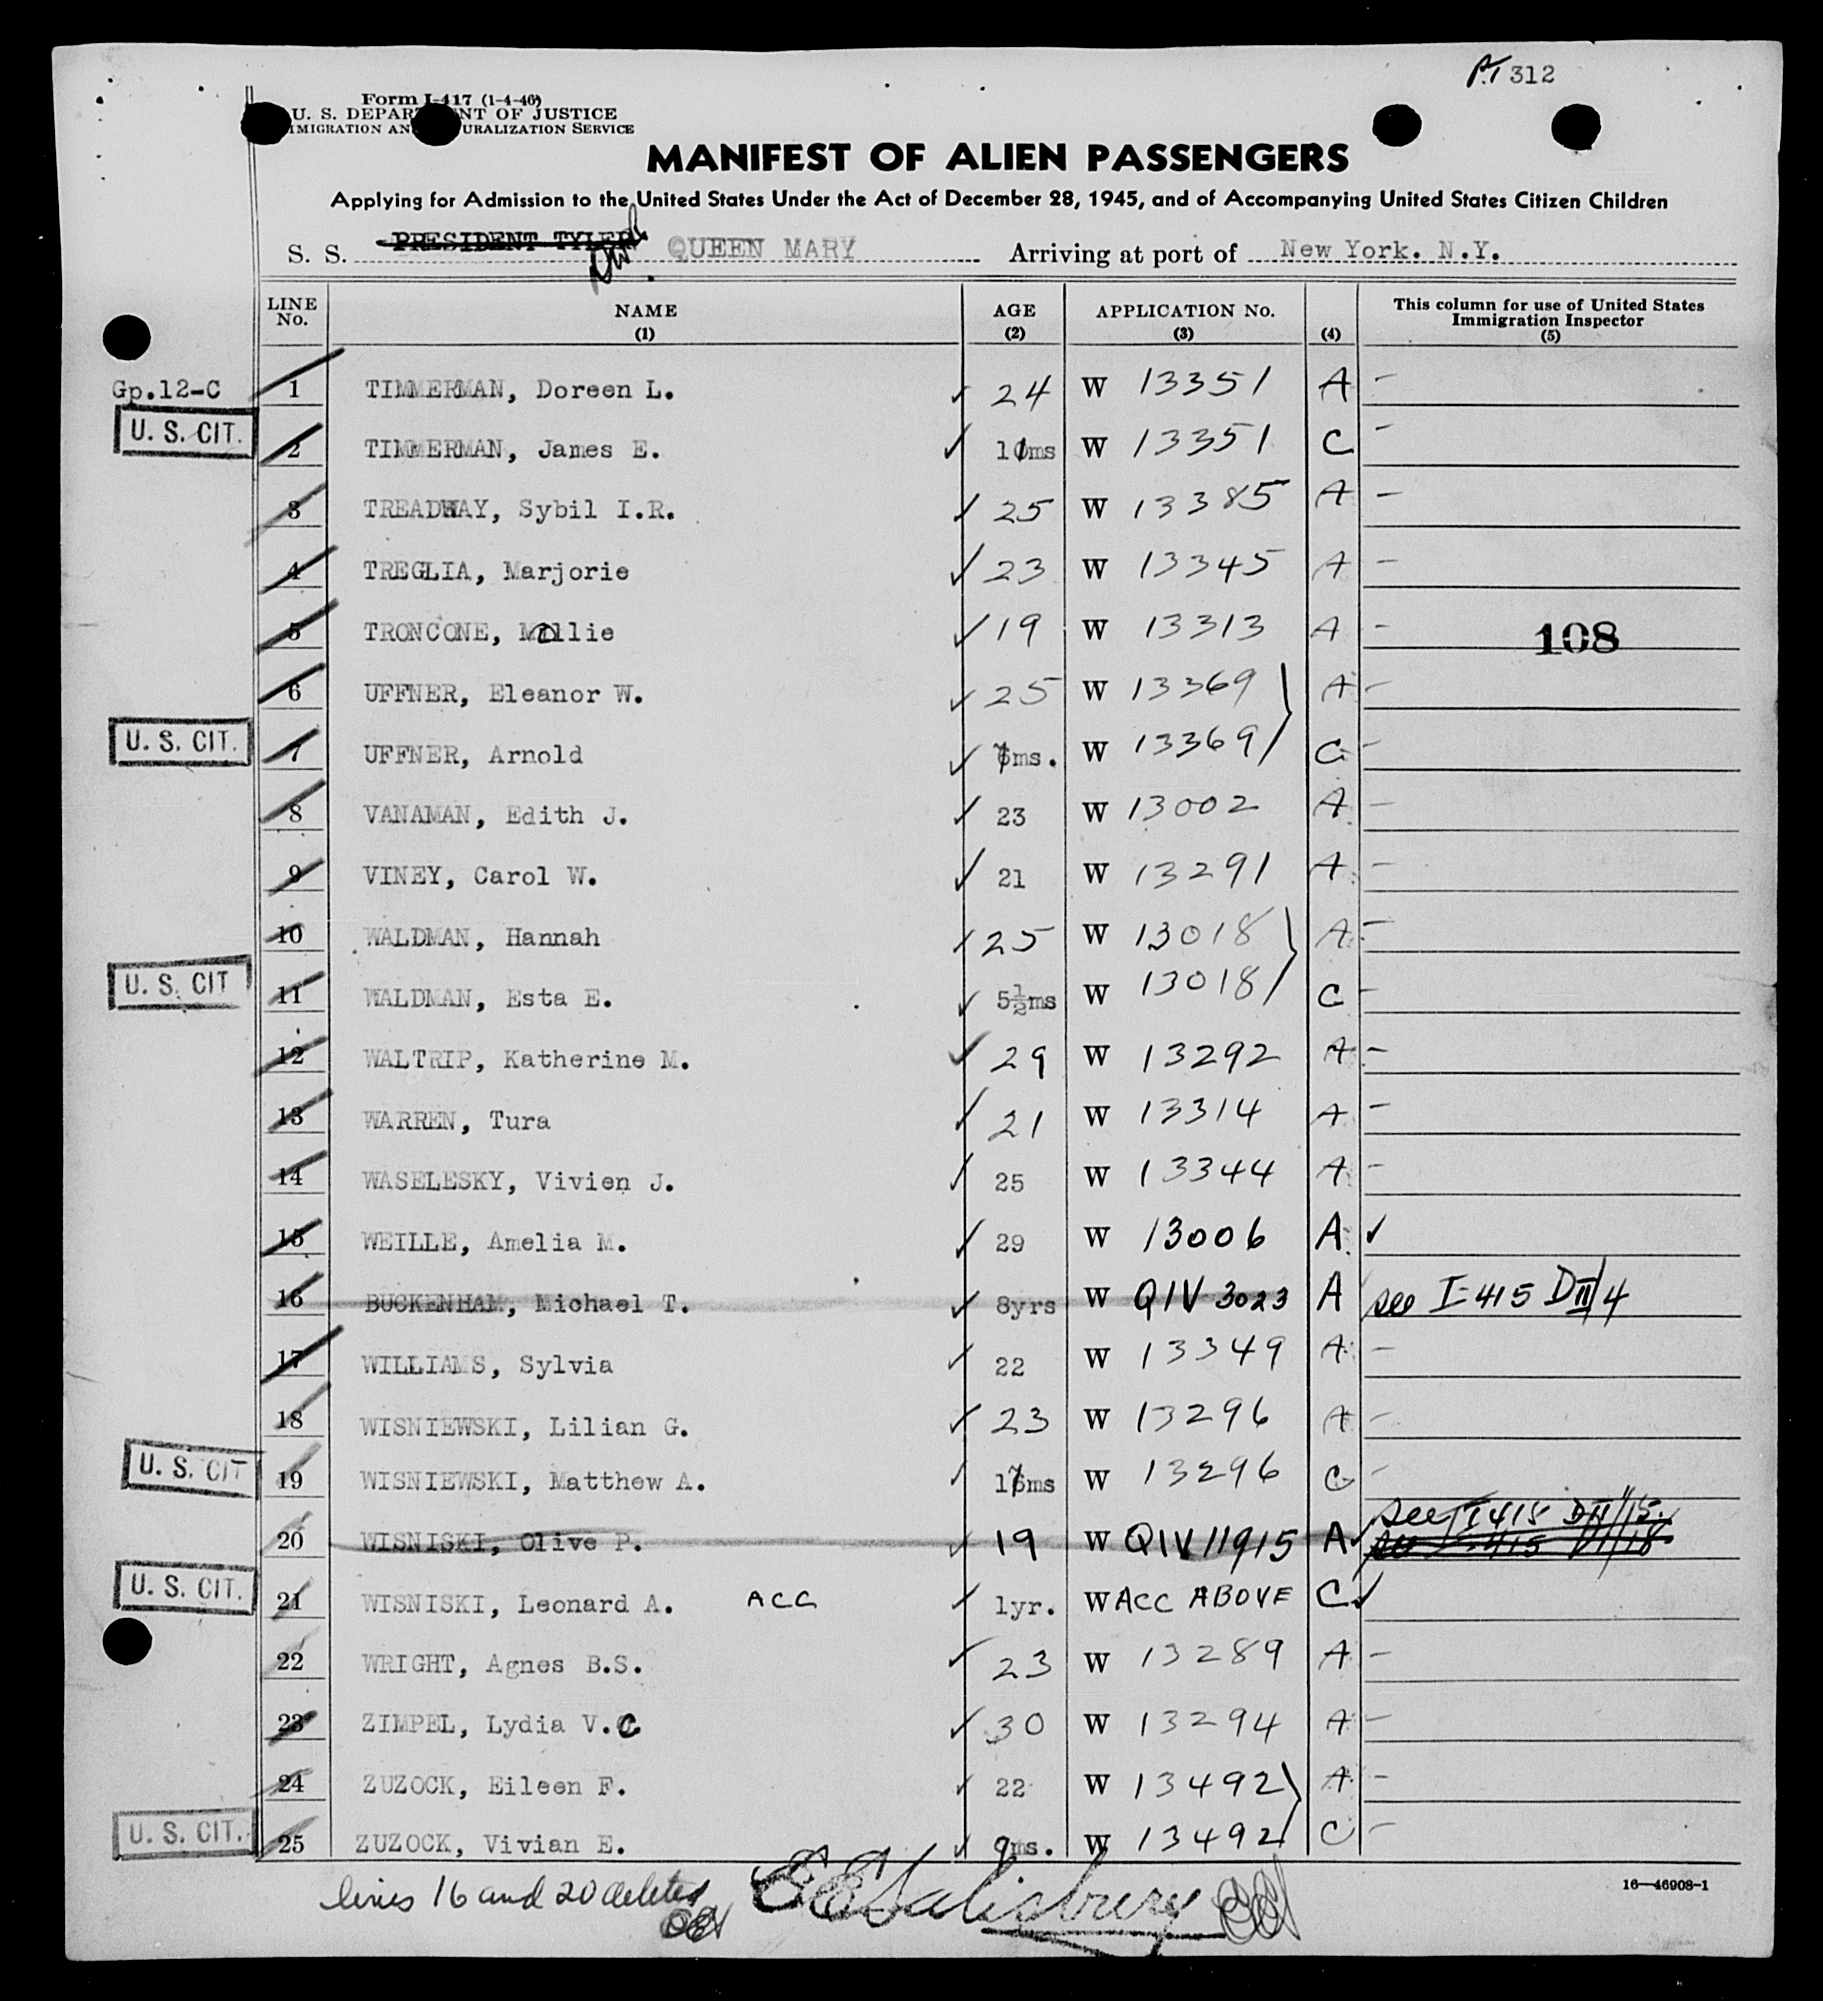 312
Form I-417 (1-4-46)
U. S. DEPARTMENT OF JUSTICE
IMMIGRATION AND NATURALIZATION SERVICE
MANIFEST OF ALIEN PASSENGERS
Applying for Admission to the United States Under the Act of December 28, 1945, and of Accompanying United States Citizen Children
S. S. PRESIDENT TYLER QUEEN MARY Arriving at port of New York. N.Y.
LINE No. NAME (1) AGE (2) APPLICATION No. (3) (4) This column for use of United States Immigration Inspector (5)
Gp.12-C 1 TIMMERMAN, Doreen L. ✓ 24 W 13351 A –
U. S. CIT. 2 TIMMERMAN, James E. ✓ ms W 13351 C –
3 TREADWAY, Sybil I.R. ✓ 25 W 13385 A –
4 TREGLIA, Marjorie ✓ 23 W 13345 A –
5 TRONCONE, Millie ✓ 19 W 13313 A – 108
6 UFFNER, Eleanor W. ✓ 25 W 13369 A –
U. S. CIT. 7 UFFNER, Arnold ✓ ms. W 13369 C –
8 VANAMAN, Edith J. ✓ 23 W 13002 A –
9 VINEY, Carol W. ✓ 21 W 13291 A –
10 WALDMAN, Hannah ✓ 25 W 13018 A –
U. S. CIT 11 WALDMAN, Esta E. ✓ 5½ms W 13018 C –
12 WALTRIP, Katherine M. ✓ 29 W 13292 A –
13 WARREN, Tura ✓ 21 W 13314 A –
14 WASELESKY, Vivien J. ✓ 25 W 13344 A –
15 WEILLE, Amelia M. ✓ 29 W 13006 A ✓
16 BUCKENHAM, Michael T. ✓ 8yrs W QIV 3023 A see I-415 DII/4
17 WILLIAMS, Sylvia ✓ 22 W 13349 A –
18 WISNIEWSKI, Lilian G. ✓ 23 W 13296 A –
U. S. CIT 19 WISNIEWSKI, Matthew A. ✓ 17ms W 13296 C –
20 WISNISKI, Olive P. ✓ 19 W QIV 11915 A ✓ see I 415 DII/15. see I-415
U. S. CIT. 21 WISNISKI, Leonard A. ACC ✓ 1yr. W ACC ABOVE C ✓
22 WRIGHT, Agnes B.S. ✓ 23 W 13289 A –
23 ZIMPEL, Lydia V.C ✓ 30 W 13294 A –
24 ZUZOCK, Eileen F. ✓ 22 W 13492 A –
U. S. CIT. 25 ZUZOCK, Vivian E. ✓ 9ms. W 13492 C –
lines 16 and 20 deleted
E E Salisbury
16—46908-1